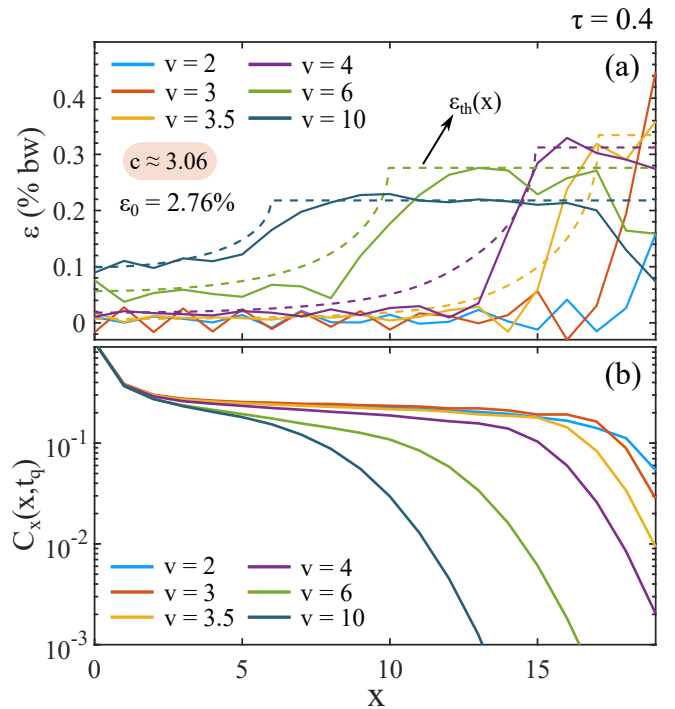 τ = 0.4
(a)
v = 2
v = 3
v = 3.5
v = 4
v = 6
v = 10
ε_th(x)
c ≈ 3.06
ε₀ = 2.76%
ε (% bw)
0.4
0.3
0.2
0.1
0
(b)
C_x(x,t_q)
10⁻¹
10⁻²
10⁻³
v = 2
v = 3
v = 3.5
v = 4
v = 6
v = 10
0
5
10
15
x